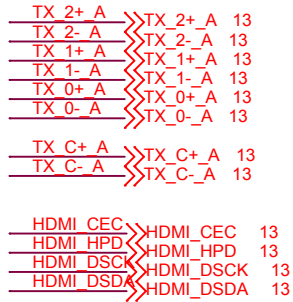 TX_2+_A TX_2+_A 13
TX_2-_A TX_2-_A 13
TX_1+_A TX_1+_A 13
TX_1-_A TX_1-_A 13
TX_0+_A TX_0+_A 13
TX_0-_A TX_0-_A 13
TX_C+_A TX_C+_A 13
TX_C-_A TX_C-_A 13
HDMI_CEC HDMI_CEC 13
HDMI_HPD HDMI_HPD 13
HDMI_DSCK HDMI_DSCK 13
HDMI_DSDA HDMI_DSDA 13